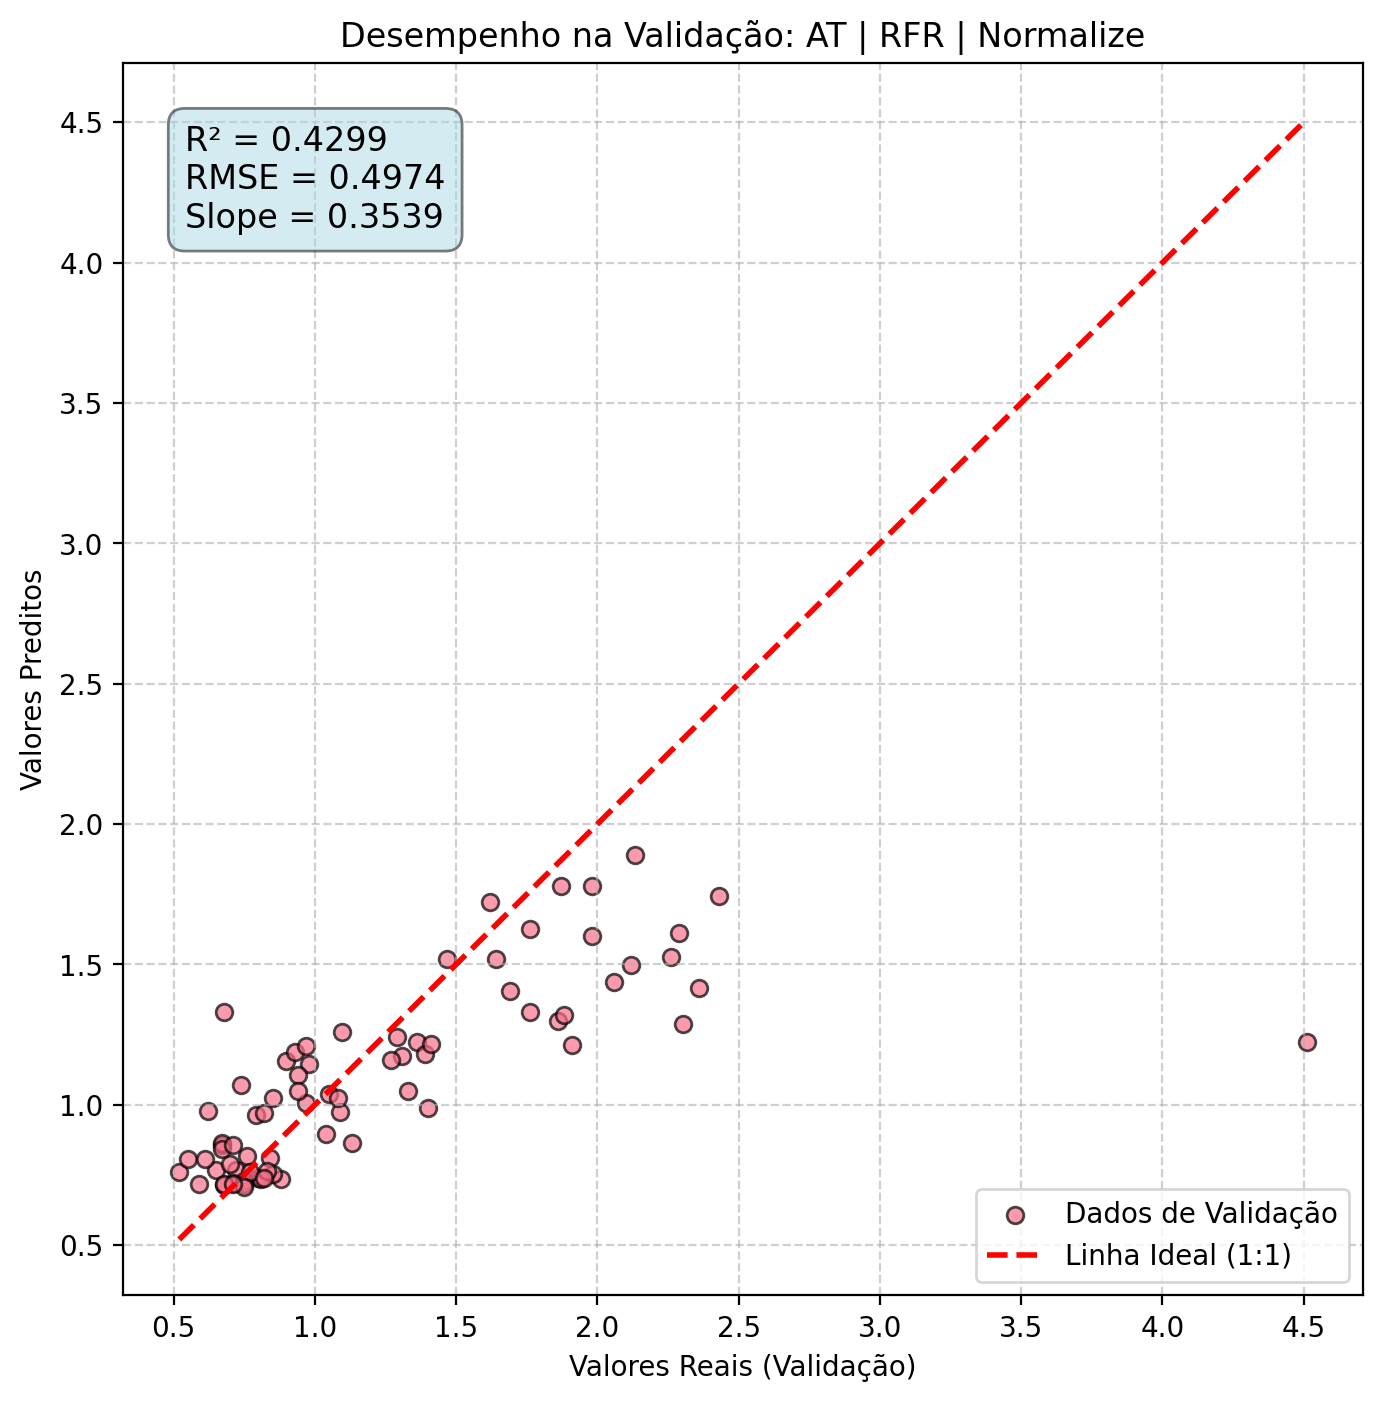 Desempenho na Validação: AT | RFR | Normalize
R² = 0.4299
RMSE = 0.4974
Slope = 0.3539
4.5
4.0
3.5
3.0
2.5
2.0
1.5
1.0
0.5
Valores Preditos
Dados de Validação
Linha Ideal (1:1)
0.5 1.0 1.5 2.0 2.5 3.0 3.5 4.0 4.5
Valores Reais (Validação)